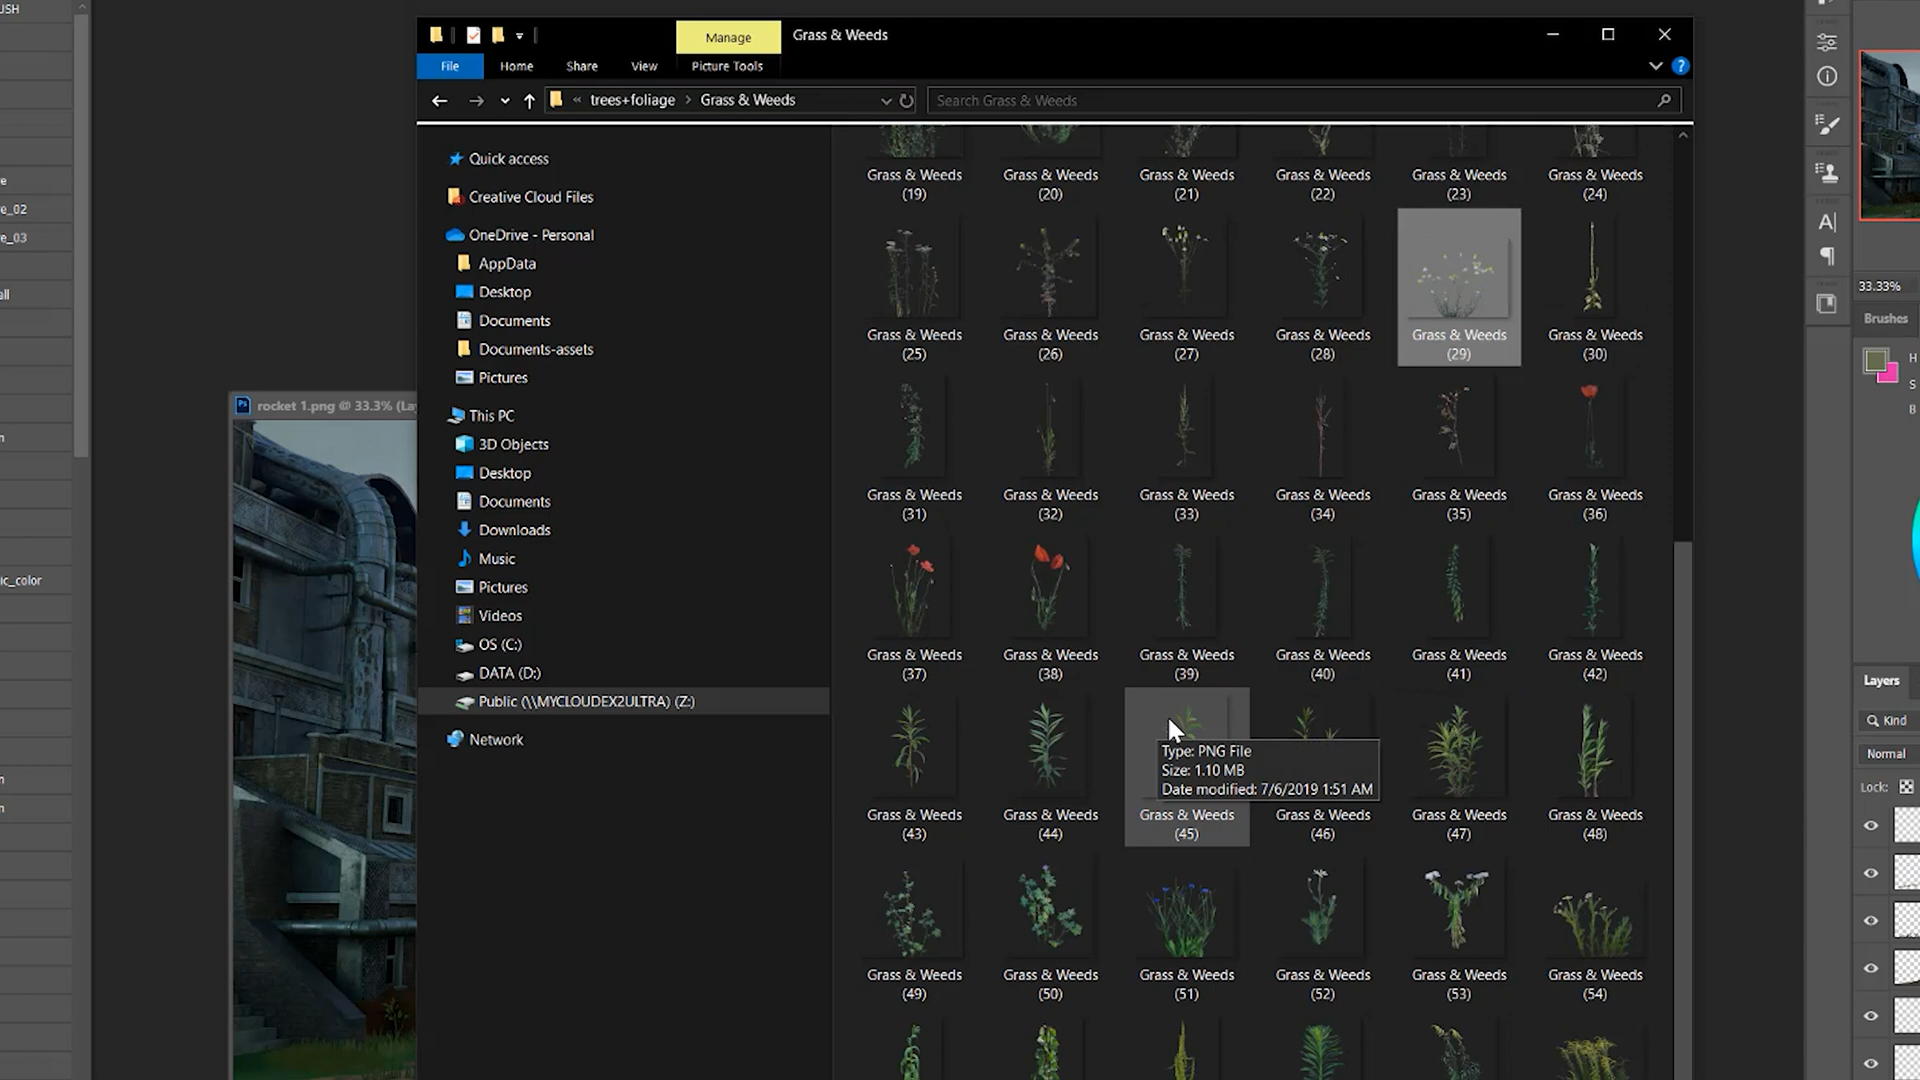 USH
e
e_02
e_03
all
n
ic_color
n
n
Manage
Grass & Weeds
File
Home
Share
View
Picture Tools
«
trees+foliage
Grass & Weeds
Search Grass & Weeds
Quick access
Creative Cloud Files
OneDrive - Personal
AppData
Desktop
Documents
Documents-assets
Pictures
This PC
3D Objects
Desktop
Documents
Downloads
Music
Pictures
Videos
OS (C:)
DATA (D:)
Public (\\MYCLOUDEX2ULTRA) (Z:)
Network
Grass & Weeds
(19)
Grass & Weeds
(20)
Grass & Weeds
(21)
Grass & Weeds
(22)
Grass & Weeds
(23)
Grass & Weeds
(24)
Grass & Weeds
(25)
Grass & Weeds
(26)
Grass & Weeds
(27)
Grass & Weeds
(28)
Grass & Weeds
(29)
Grass & Weeds
(30)
Grass & Weeds
(31)
Grass & Weeds
(32)
Grass & Weeds
(33)
Grass & Weeds
(34)
Grass & Weeds
(35)
Grass & Weeds
(36)
Grass & Weeds
(37)
Grass & Weeds
(38)
Grass & Weeds
(39)
Grass & Weeds
(40)
Grass & Weeds
(41)
Grass & Weeds
(42)
Type: PNG File
Size: 1.10 MB
Date modified: 7/6/2019 1:51 AM
Grass & Weeds
(43)
Grass & Weeds
(44)
Grass & Weeds
(45)
Grass & Weeds
(46)
Grass & Weeds
(47)
Grass & Weeds
(48)
Grass & Weeds
(49)
Grass & Weeds
(50)
Grass & Weeds
(51)
Grass & Weeds
(52)
Grass & Weeds
(53)
Grass & Weeds
(54)
Ps
rocket 1.png @ 33.3% (La
33.33%
Brushes
H
S
B
Layers
Kind
Normal
Lock: